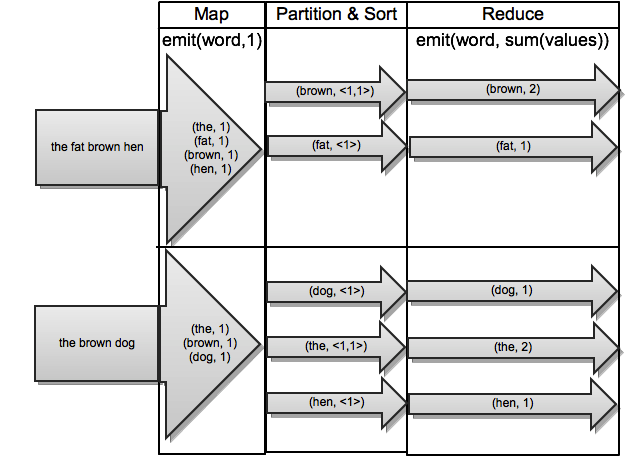 Map
Partition & Sort
Reduce
emit(word,1)
emit(word, sum(values))
the fat brown hen
(the, 1)
(fat, 1)
(brown, 1)
(hen, 1)
(brown, <1,1>)
(brown, 2)
(fat, <1>)
(fat, 1)
the brown dog
(the, 1)
(brown, 1)
(dog, 1)
(dog, <1>)
(dog, 1)
(the, <1,1>)
(the, 2)
(hen, <1>)
(hen, 1)